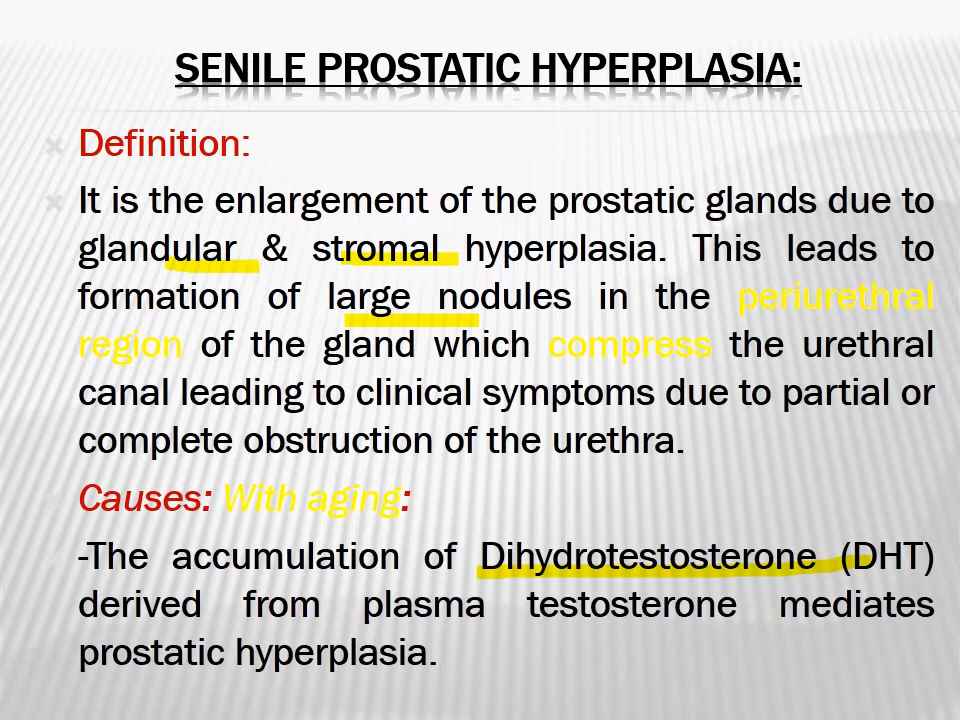 SENILE PROSTATIC HYPERPLASIA:
Definition:
It is the enlargement of the prostatic glands due to
glandular & stromal hyperplasia. This leads to
formation of large nodules in the periurethral
region of the gland which compress the urethral
canal leading to clinical symptoms due to partial or
complete obstruction of the urethra.
Causes: With aging:
-The accumulation of Dihydrotestosterone (DHT)
derived from plasma testosterone mediates
prostatic hyperplasia.